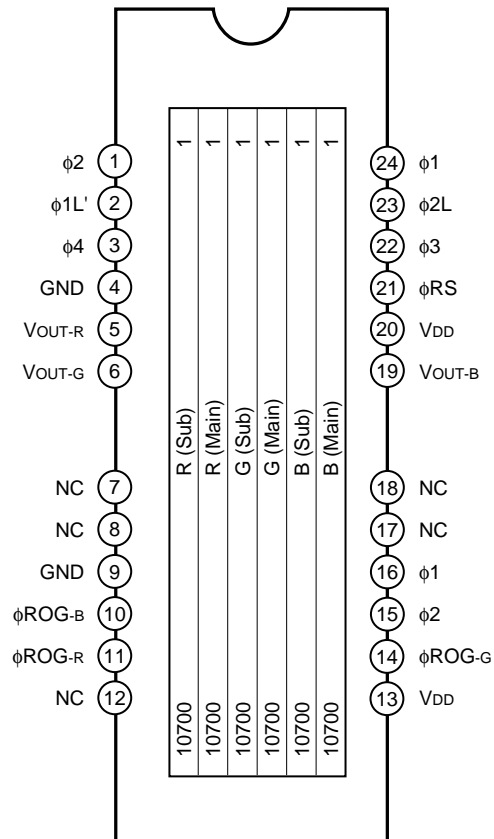 1 1 1 1 1 1
φ2 1
24 φ1
φ1L' 2
23 φ2L
φ4 3
22 φ3
GND 4
21 φRS
VOUT-R 5
20 VDD
VOUT-G 6
19 VOUT-B
R (Sub)
R (Main)
G (Sub)
G (Main)
B (Sub)
B (Main)
NC 7
18 NC
NC 8
17 NC
GND 9
16 φ1
φROG-B 10
15 φ2
φROG-R 11
14 φROG-G
NC 12
13 VDD
10700 10700 10700 10700 10700 10700